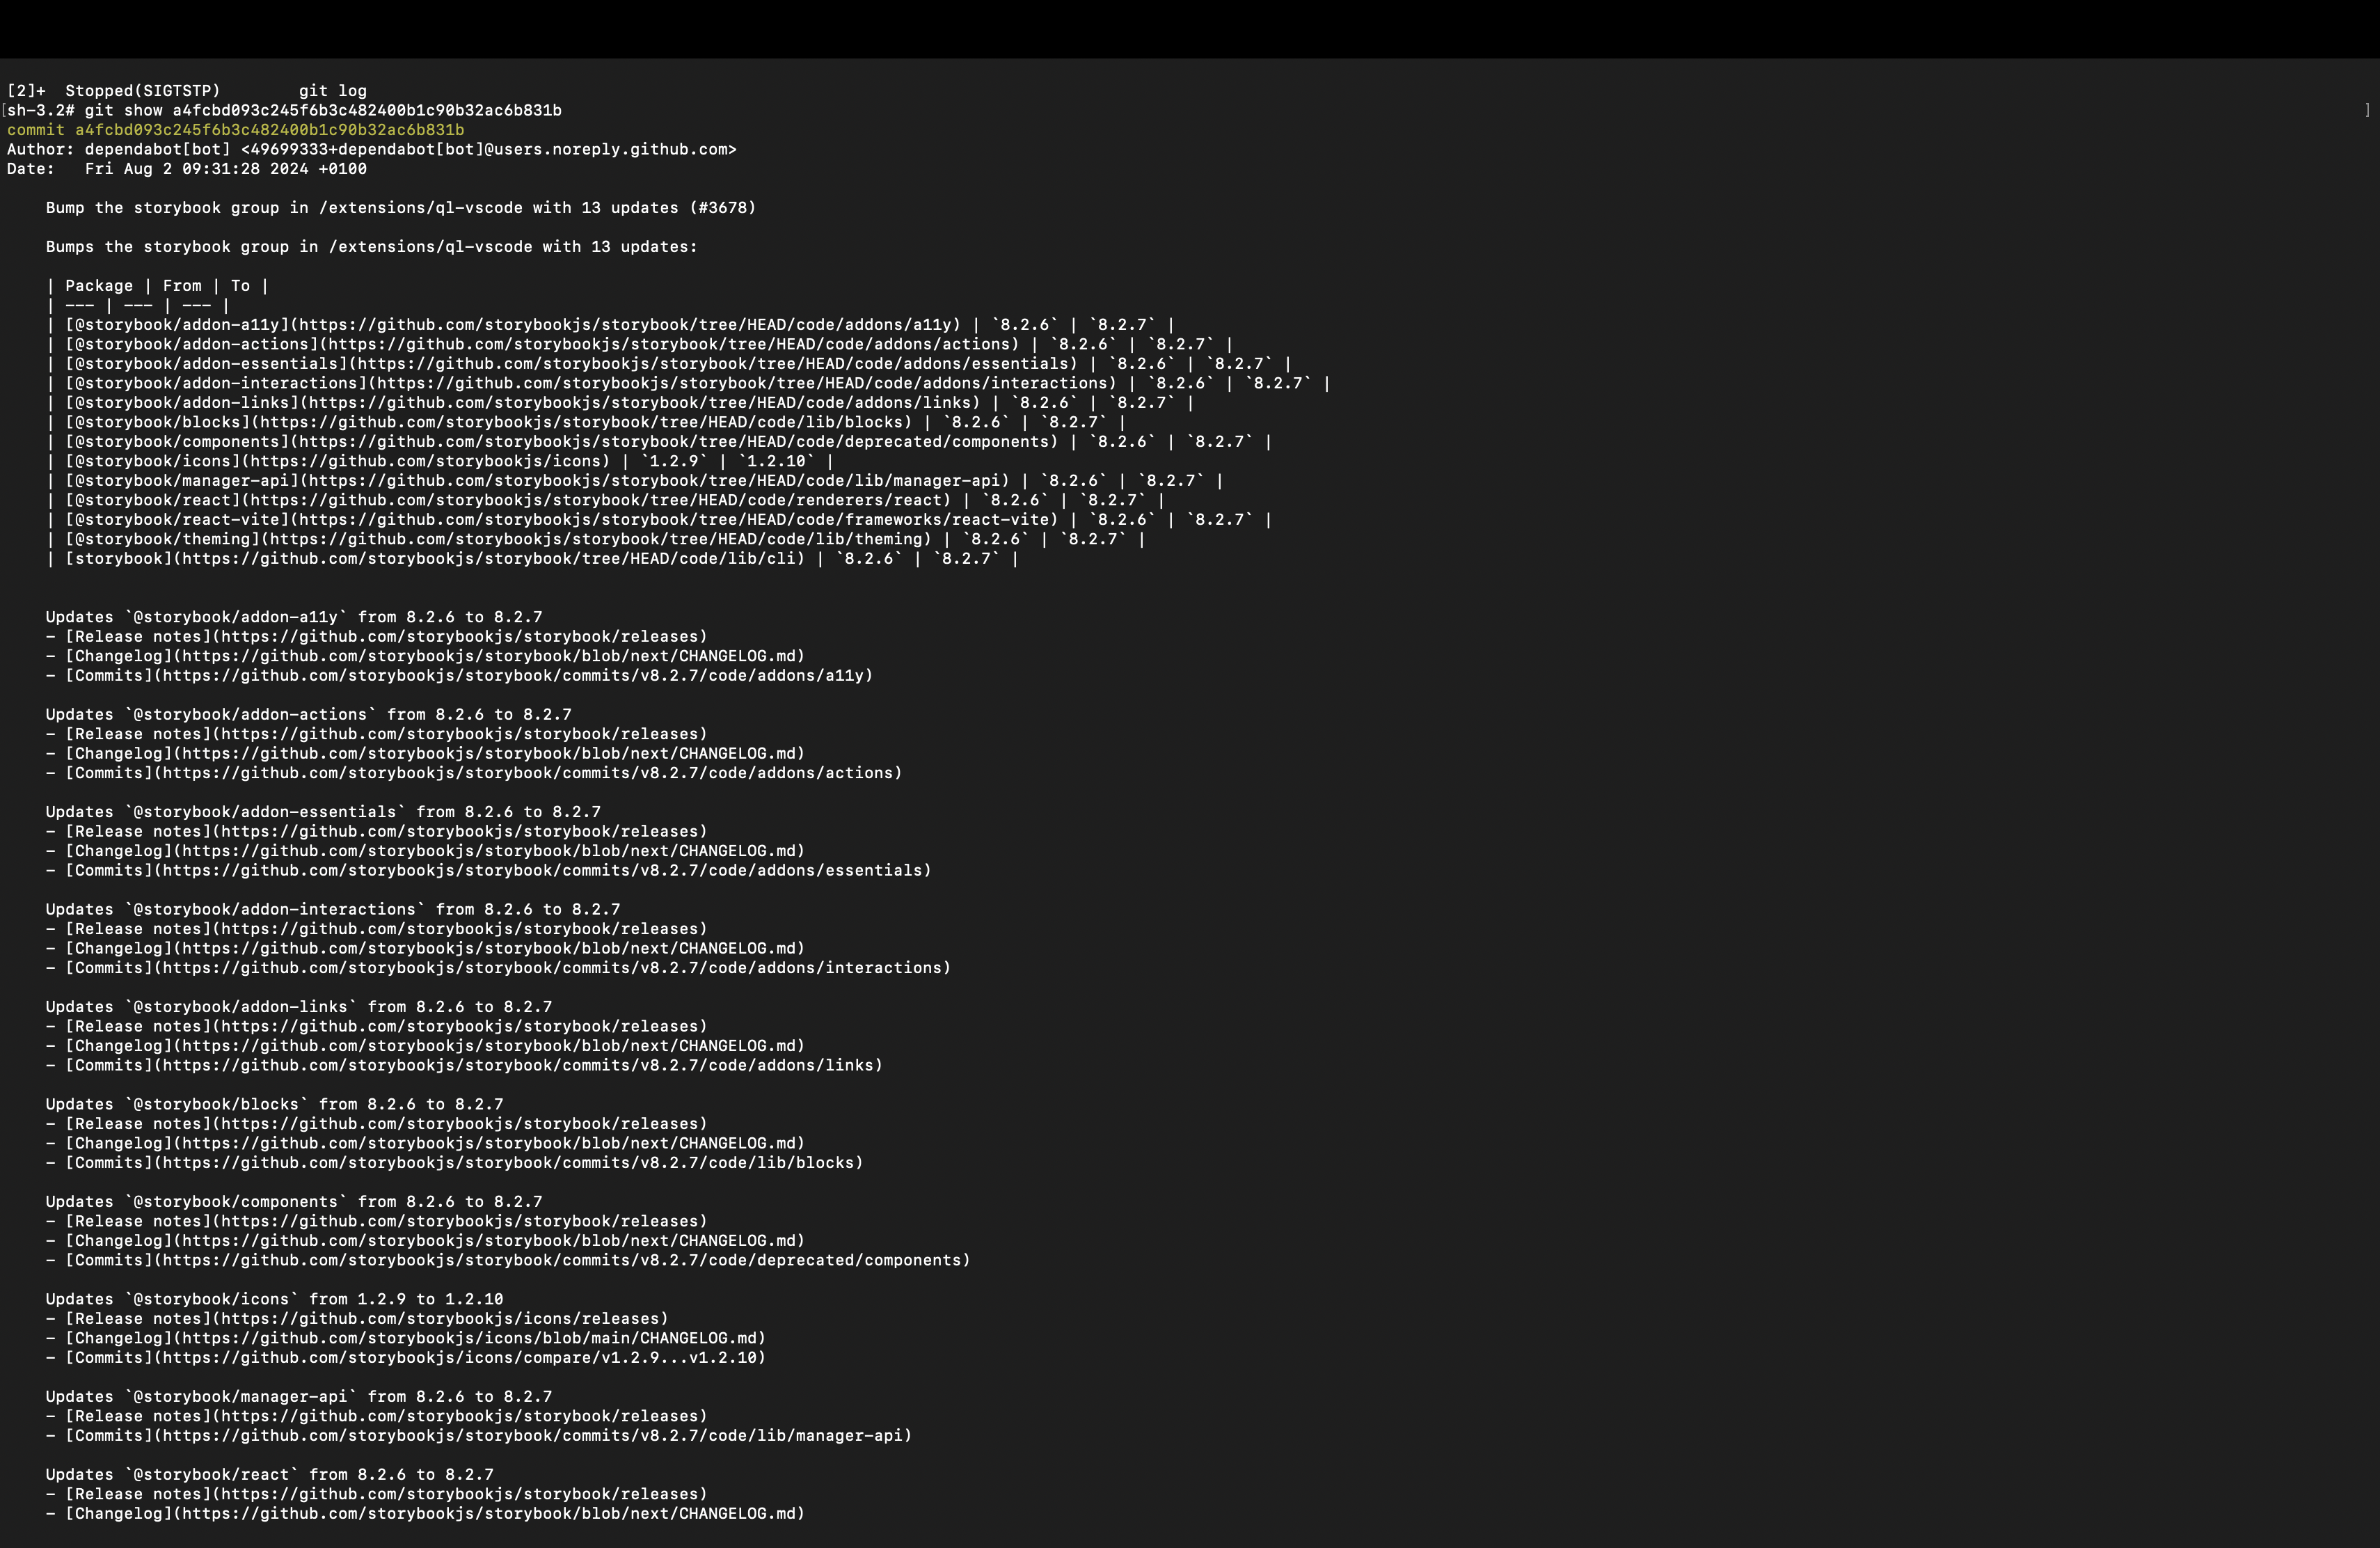 [2]+  Stopped(SIGTSTP)        git log
[sh-3.2# git show a4fcbd093c245f6b3c482400b1c90b32ac6b831b ]
commit a4fcbd093c245f6b3c482400b1c90b32ac6b831b
Author: dependabot[bot] <49699333+dependabot[bot]@users.noreply.github.com>
Date:   Fri Aug 2 09:31:28 2024 +0100

    Bump the storybook group in /extensions/ql-vscode with 13 updates (#3678)

    Bumps the storybook group in /extensions/ql-vscode with 13 updates:

    | Package | From | To |
    | --- | --- | --- |
    | [@storybook/addon-a11y](https://github.com/storybookjs/storybook/tree/HEAD/code/addons/a11y) | `8.2.6` | `8.2.7` |
    | [@storybook/addon-actions](https://github.com/storybookjs/storybook/tree/HEAD/code/addons/actions) | `8.2.6` | `8.2.7` |
    | [@storybook/addon-essentials](https://github.com/storybookjs/storybook/tree/HEAD/code/addons/essentials) | `8.2.6` | `8.2.7` |
    | [@storybook/addon-interactions](https://github.com/storybookjs/storybook/tree/HEAD/code/addons/interactions) | `8.2.6` | `8.2.7` |
    | [@storybook/addon-links](https://github.com/storybookjs/storybook/tree/HEAD/code/addons/links) | `8.2.6` | `8.2.7` |
    | [@storybook/blocks](https://github.com/storybookjs/storybook/tree/HEAD/code/lib/blocks) | `8.2.6` | `8.2.7` |
    | [@storybook/components](https://github.com/storybookjs/storybook/tree/HEAD/code/deprecated/components) | `8.2.6` | `8.2.7` |
    | [@storybook/icons](https://github.com/storybookjs/icons) | `1.2.9` | `1.2.10` |
    | [@storybook/manager-api](https://github.com/storybookjs/storybook/tree/HEAD/code/lib/manager-api) | `8.2.6` | `8.2.7` |
    | [@storybook/react](https://github.com/storybookjs/storybook/tree/HEAD/code/renderers/react) | `8.2.6` | `8.2.7` |
    | [@storybook/react-vite](https://github.com/storybookjs/storybook/tree/HEAD/code/frameworks/react-vite) | `8.2.6` | `8.2.7` |
    | [@storybook/theming](https://github.com/storybookjs/storybook/tree/HEAD/code/lib/theming) | `8.2.6` | `8.2.7` |
    | [storybook](https://github.com/storybookjs/storybook/tree/HEAD/code/lib/cli) | `8.2.6` | `8.2.7` |


    Updates `@storybook/addon-a11y` from 8.2.6 to 8.2.7
    - [Release notes](https://github.com/storybookjs/storybook/releases)
    - [Changelog](https://github.com/storybookjs/storybook/blob/next/CHANGELOG.md)
    - [Commits](https://github.com/storybookjs/storybook/commits/v8.2.7/code/addons/a11y)

    Updates `@storybook/addon-actions` from 8.2.6 to 8.2.7
    - [Release notes](https://github.com/storybookjs/storybook/releases)
    - [Changelog](https://github.com/storybookjs/storybook/blob/next/CHANGELOG.md)
    - [Commits](https://github.com/storybookjs/storybook/commits/v8.2.7/code/addons/actions)

    Updates `@storybook/addon-essentials` from 8.2.6 to 8.2.7
    - [Release notes](https://github.com/storybookjs/storybook/releases)
    - [Changelog](https://github.com/storybookjs/storybook/blob/next/CHANGELOG.md)
    - [Commits](https://github.com/storybookjs/storybook/commits/v8.2.7/code/addons/essentials)

    Updates `@storybook/addon-interactions` from 8.2.6 to 8.2.7
    - [Release notes](https://github.com/storybookjs/storybook/releases)
    - [Changelog](https://github.com/storybookjs/storybook/blob/next/CHANGELOG.md)
    - [Commits](https://github.com/storybookjs/storybook/commits/v8.2.7/code/addons/interactions)

    Updates `@storybook/addon-links` from 8.2.6 to 8.2.7
    - [Release notes](https://github.com/storybookjs/storybook/releases)
    - [Changelog](https://github.com/storybookjs/storybook/blob/next/CHANGELOG.md)
    - [Commits](https://github.com/storybookjs/storybook/commits/v8.2.7/code/addons/links)

    Updates `@storybook/blocks` from 8.2.6 to 8.2.7
    - [Release notes](https://github.com/storybookjs/storybook/releases)
    - [Changelog](https://github.com/storybookjs/storybook/blob/next/CHANGELOG.md)
    - [Commits](https://github.com/storybookjs/storybook/commits/v8.2.7/code/lib/blocks)

    Updates `@storybook/components` from 8.2.6 to 8.2.7
    - [Release notes](https://github.com/storybookjs/storybook/releases)
    - [Changelog](https://github.com/storybookjs/storybook/blob/next/CHANGELOG.md)
    - [Commits](https://github.com/storybookjs/storybook/commits/v8.2.7/code/deprecated/components)

    Updates `@storybook/icons` from 1.2.9 to 1.2.10
    - [Release notes](https://github.com/storybookjs/icons/releases)
    - [Changelog](https://github.com/storybookjs/icons/blob/main/CHANGELOG.md)
    - [Commits](https://github.com/storybookjs/icons/compare/v1.2.9...v1.2.10)

    Updates `@storybook/manager-api` from 8.2.6 to 8.2.7
    - [Release notes](https://github.com/storybookjs/storybook/releases)
    - [Commits](https://github.com/storybookjs/storybook/commits/v8.2.7/code/lib/manager-api)

    Updates `@storybook/react` from 8.2.6 to 8.2.7
    - [Release notes](https://github.com/storybookjs/storybook/releases)
    - [Changelog](https://github.com/storybookjs/storybook/blob/next/CHANGELOG.md)